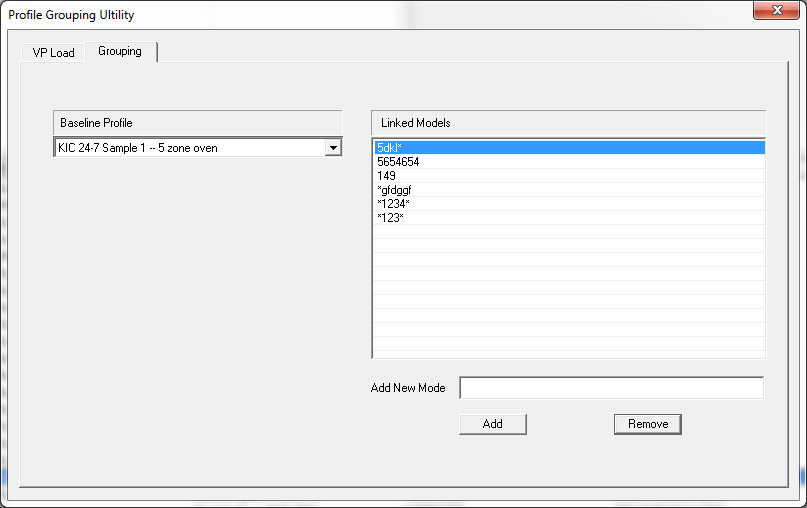 Profile Grouping Ultility
VP Load
Grouping
Baseline Profile
KIC 24-7 Sample 1 -- 5 zone oven
Linked Models
5dkl*
5654654
149
*gfdggf
*1234*
*123*
Add New Mode
Add
Remove